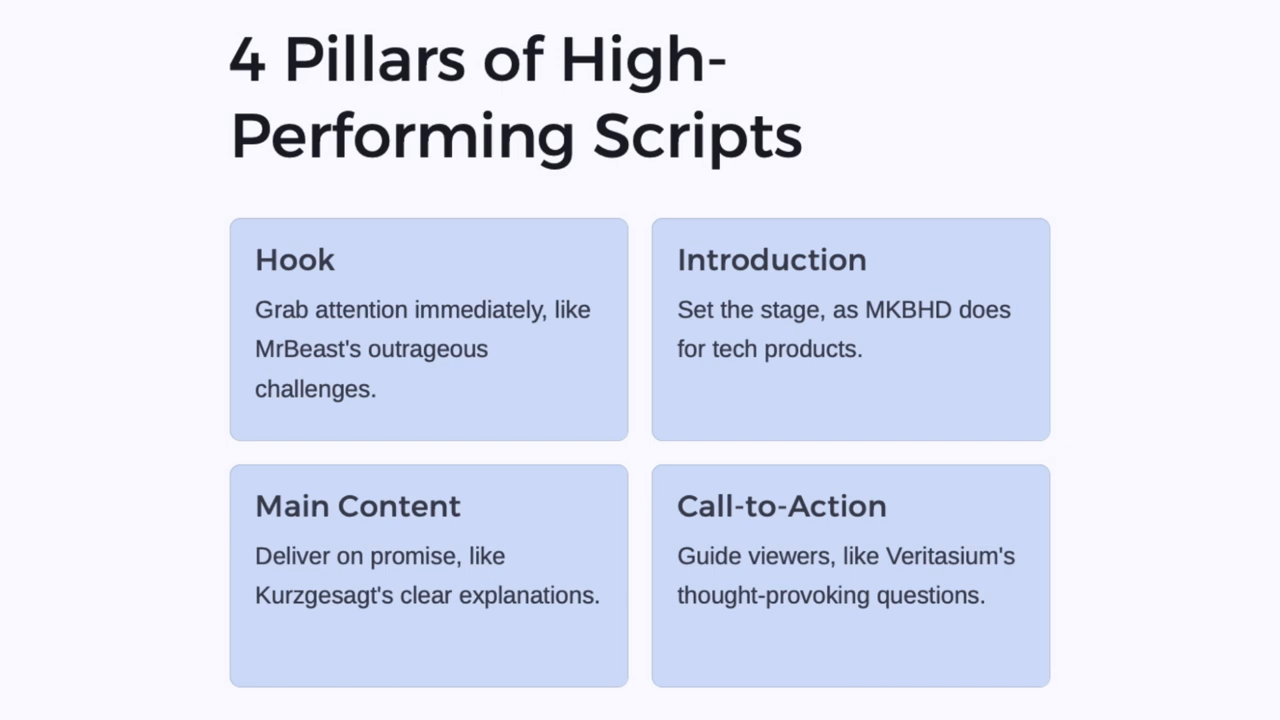 4 Pillars of High-
Performing Scripts
Hook
Grab attention immediately, like
MrBeast's outrageous
challenges.
Introduction
Set the stage, as MKBHD does
for tech products.
Main Content
Deliver on promise, like
Kurzgesagt's clear explanations.
Call-to-Action
Guide viewers, like Veritasium's
thought-provoking questions.